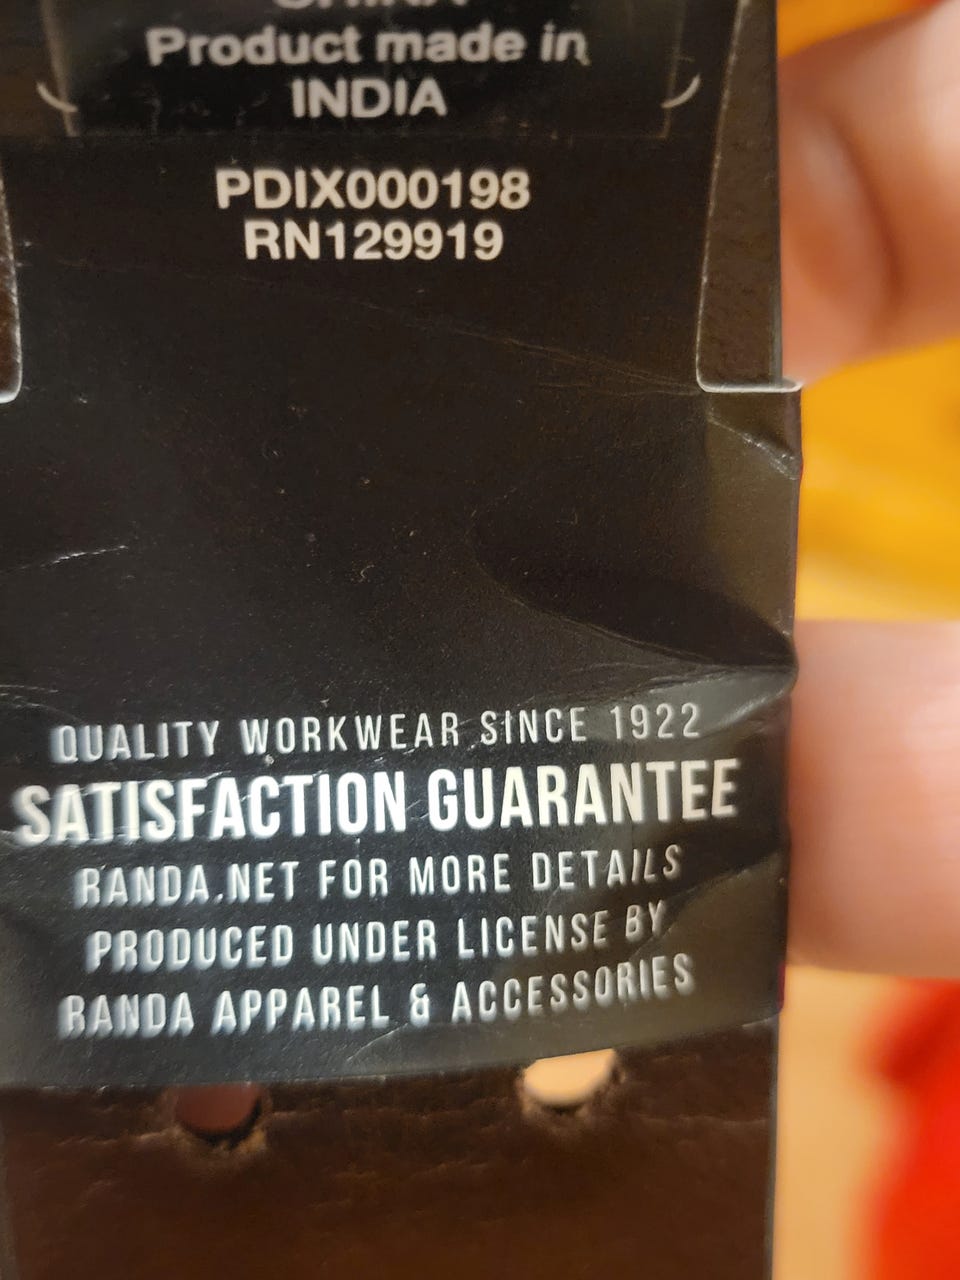 CHINA
Product made in
INDIA
PDIX000198
RN129919
QUALITY WORKWEAR SINCE 1922
SATISFACTION GUARANTEE
RANDA.NET FOR MORE DETAILS
PRODUCED UNDER LICENSE BY
RANDA APPAREL & ACCESSORIES